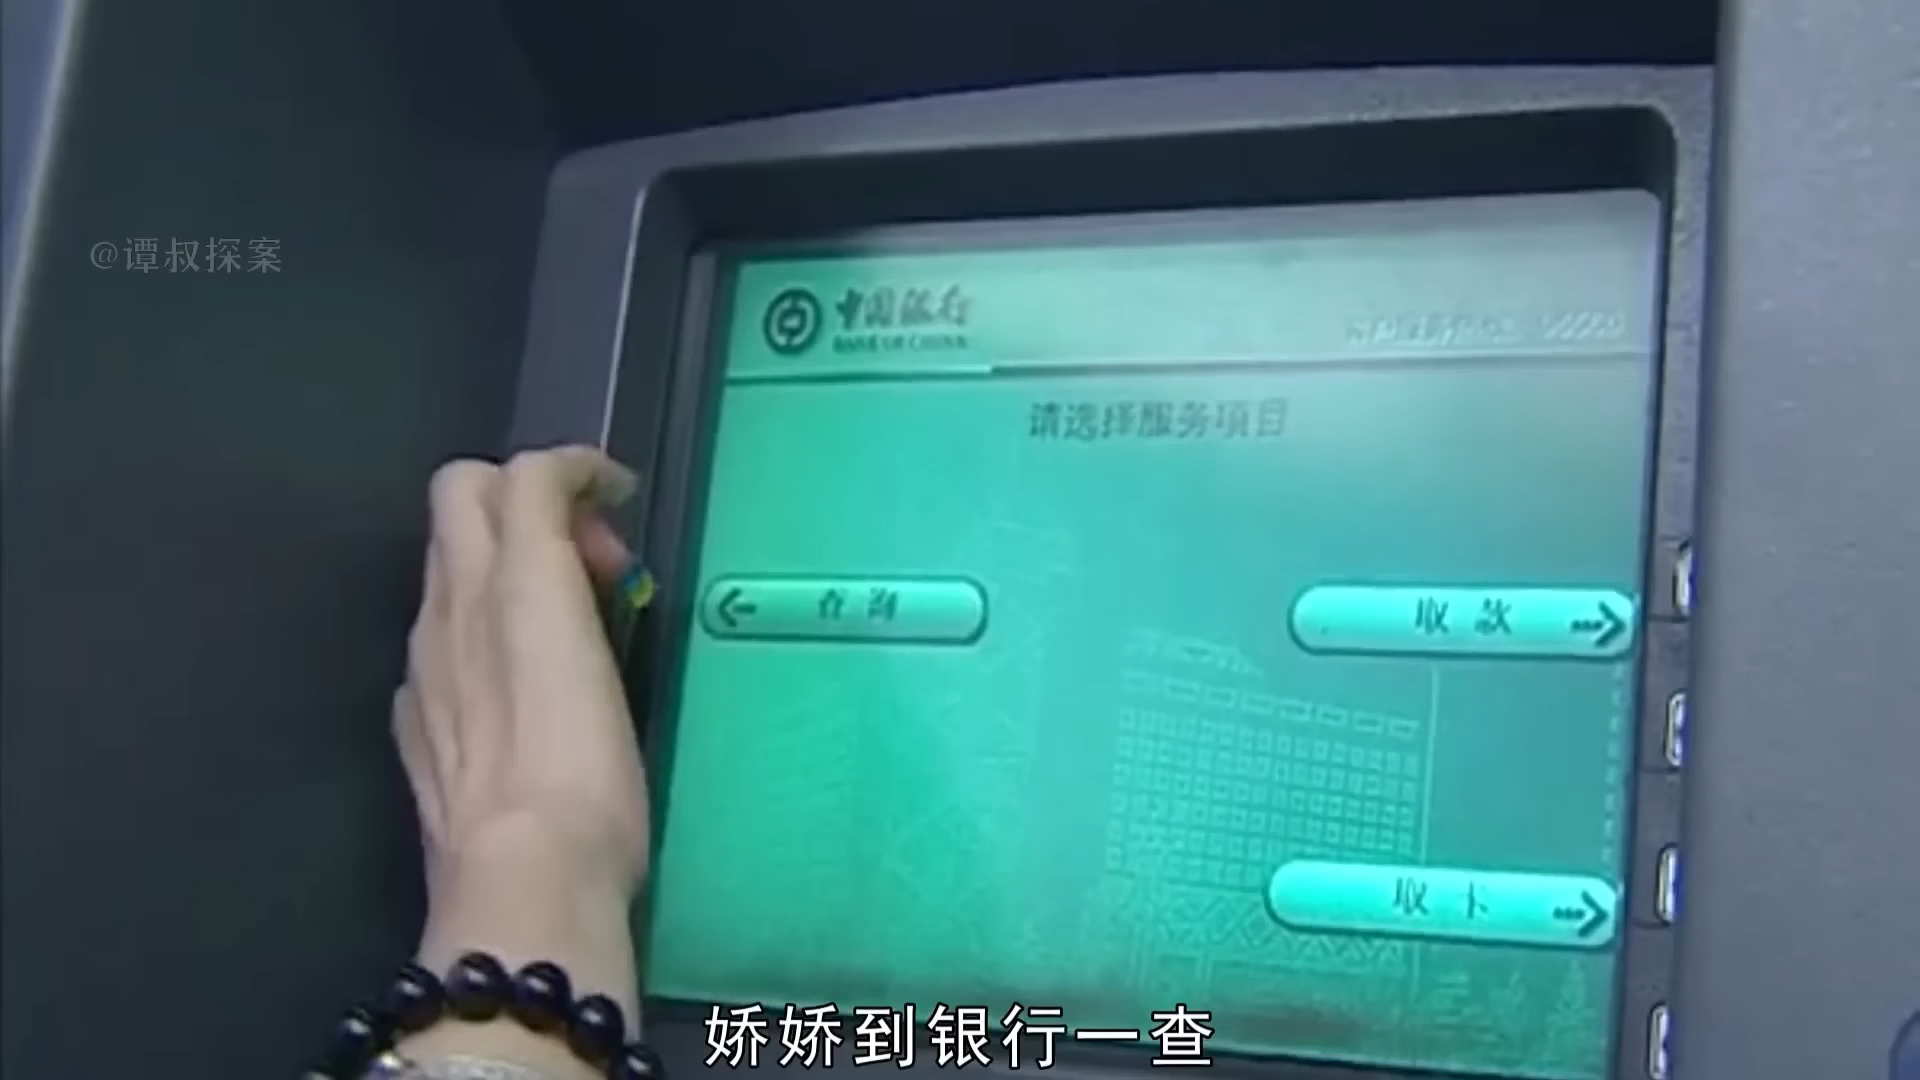 @谭叔探案
中国银行
BANK OF CHINA
请选择服务项目
查询
取款
取卡
娇娇到银行一查